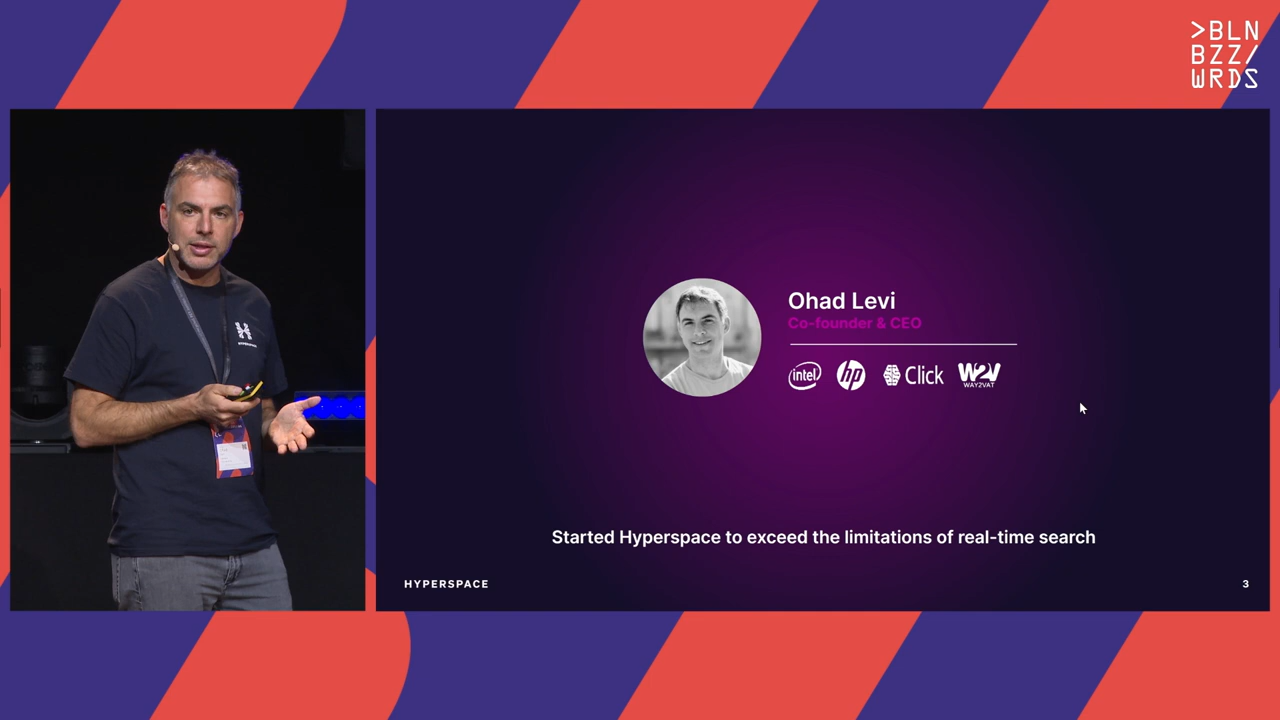 >BLN
BZZ/
WRDS
HYPERSPACE
Ohad Levi
Co-founder & CEO
intel
hp
Click
W2V
WAY2VAT
Started Hyperspace to exceed the limitations of real-time search
HYPERSPACE
3